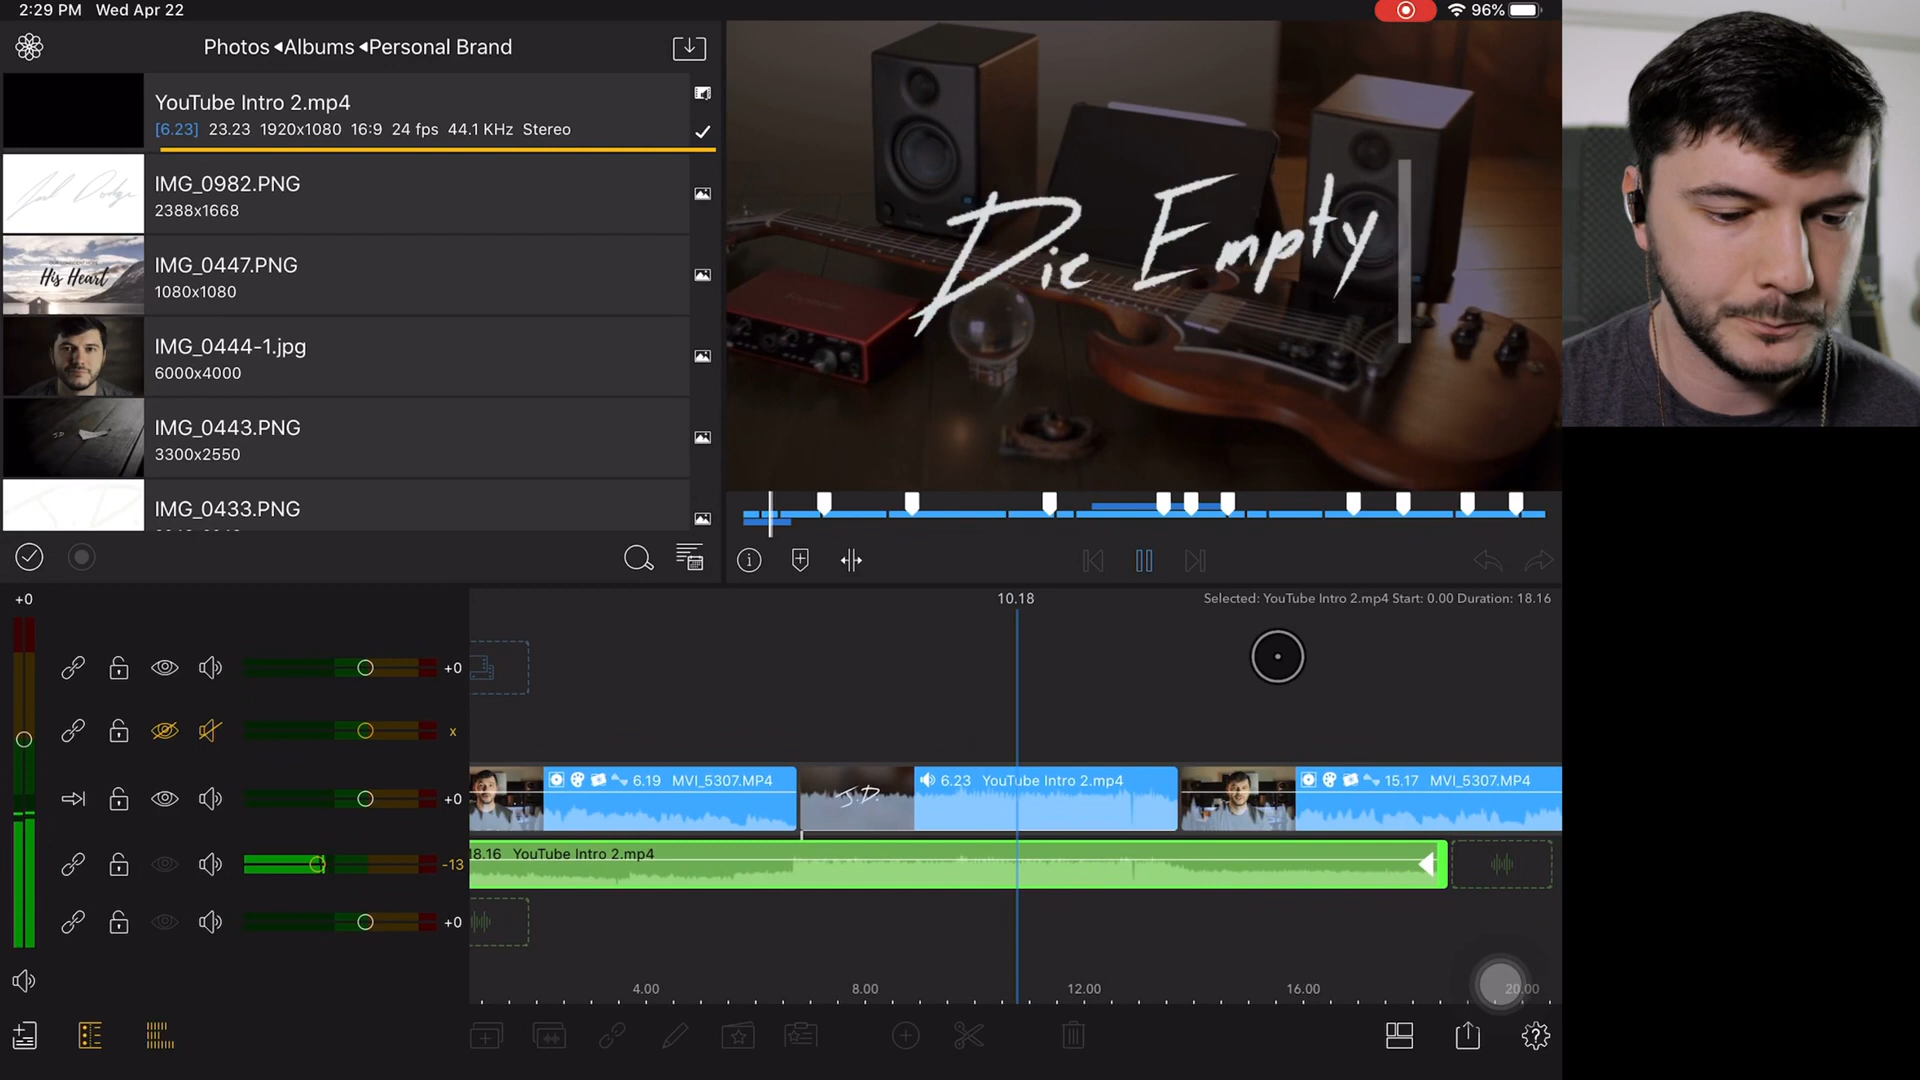 2:29 PM Wed Apr 22
96%
Photos Albums Personal Brand
YouTube Intro 2.mp4
[6.23] 23.23 1920x1080 16:9 24 fps 44.1 KHz Stereo
IMG_0982.PNG
2388x1668
His Heart
IMG_0447.PNG
1080x1080
IMG_0444-1.jpg
6000x4000
IMG_0443.PNG
3300x2550
IMG_0433.PNG
Die Empty
+0
10.18
Selected: YouTube Intro 2.mp4 Start: 0.00 Duration: 18.16
+0
x
+0
6.19 MVI_5307.MP4
J.D.
6.23 YouTube Intro 2.mp4
15.17 MVI_5307.MP4
-13
18.16 YouTube Intro 2.mp4
+0
4.00
8.00
12.00
16.00
20.00